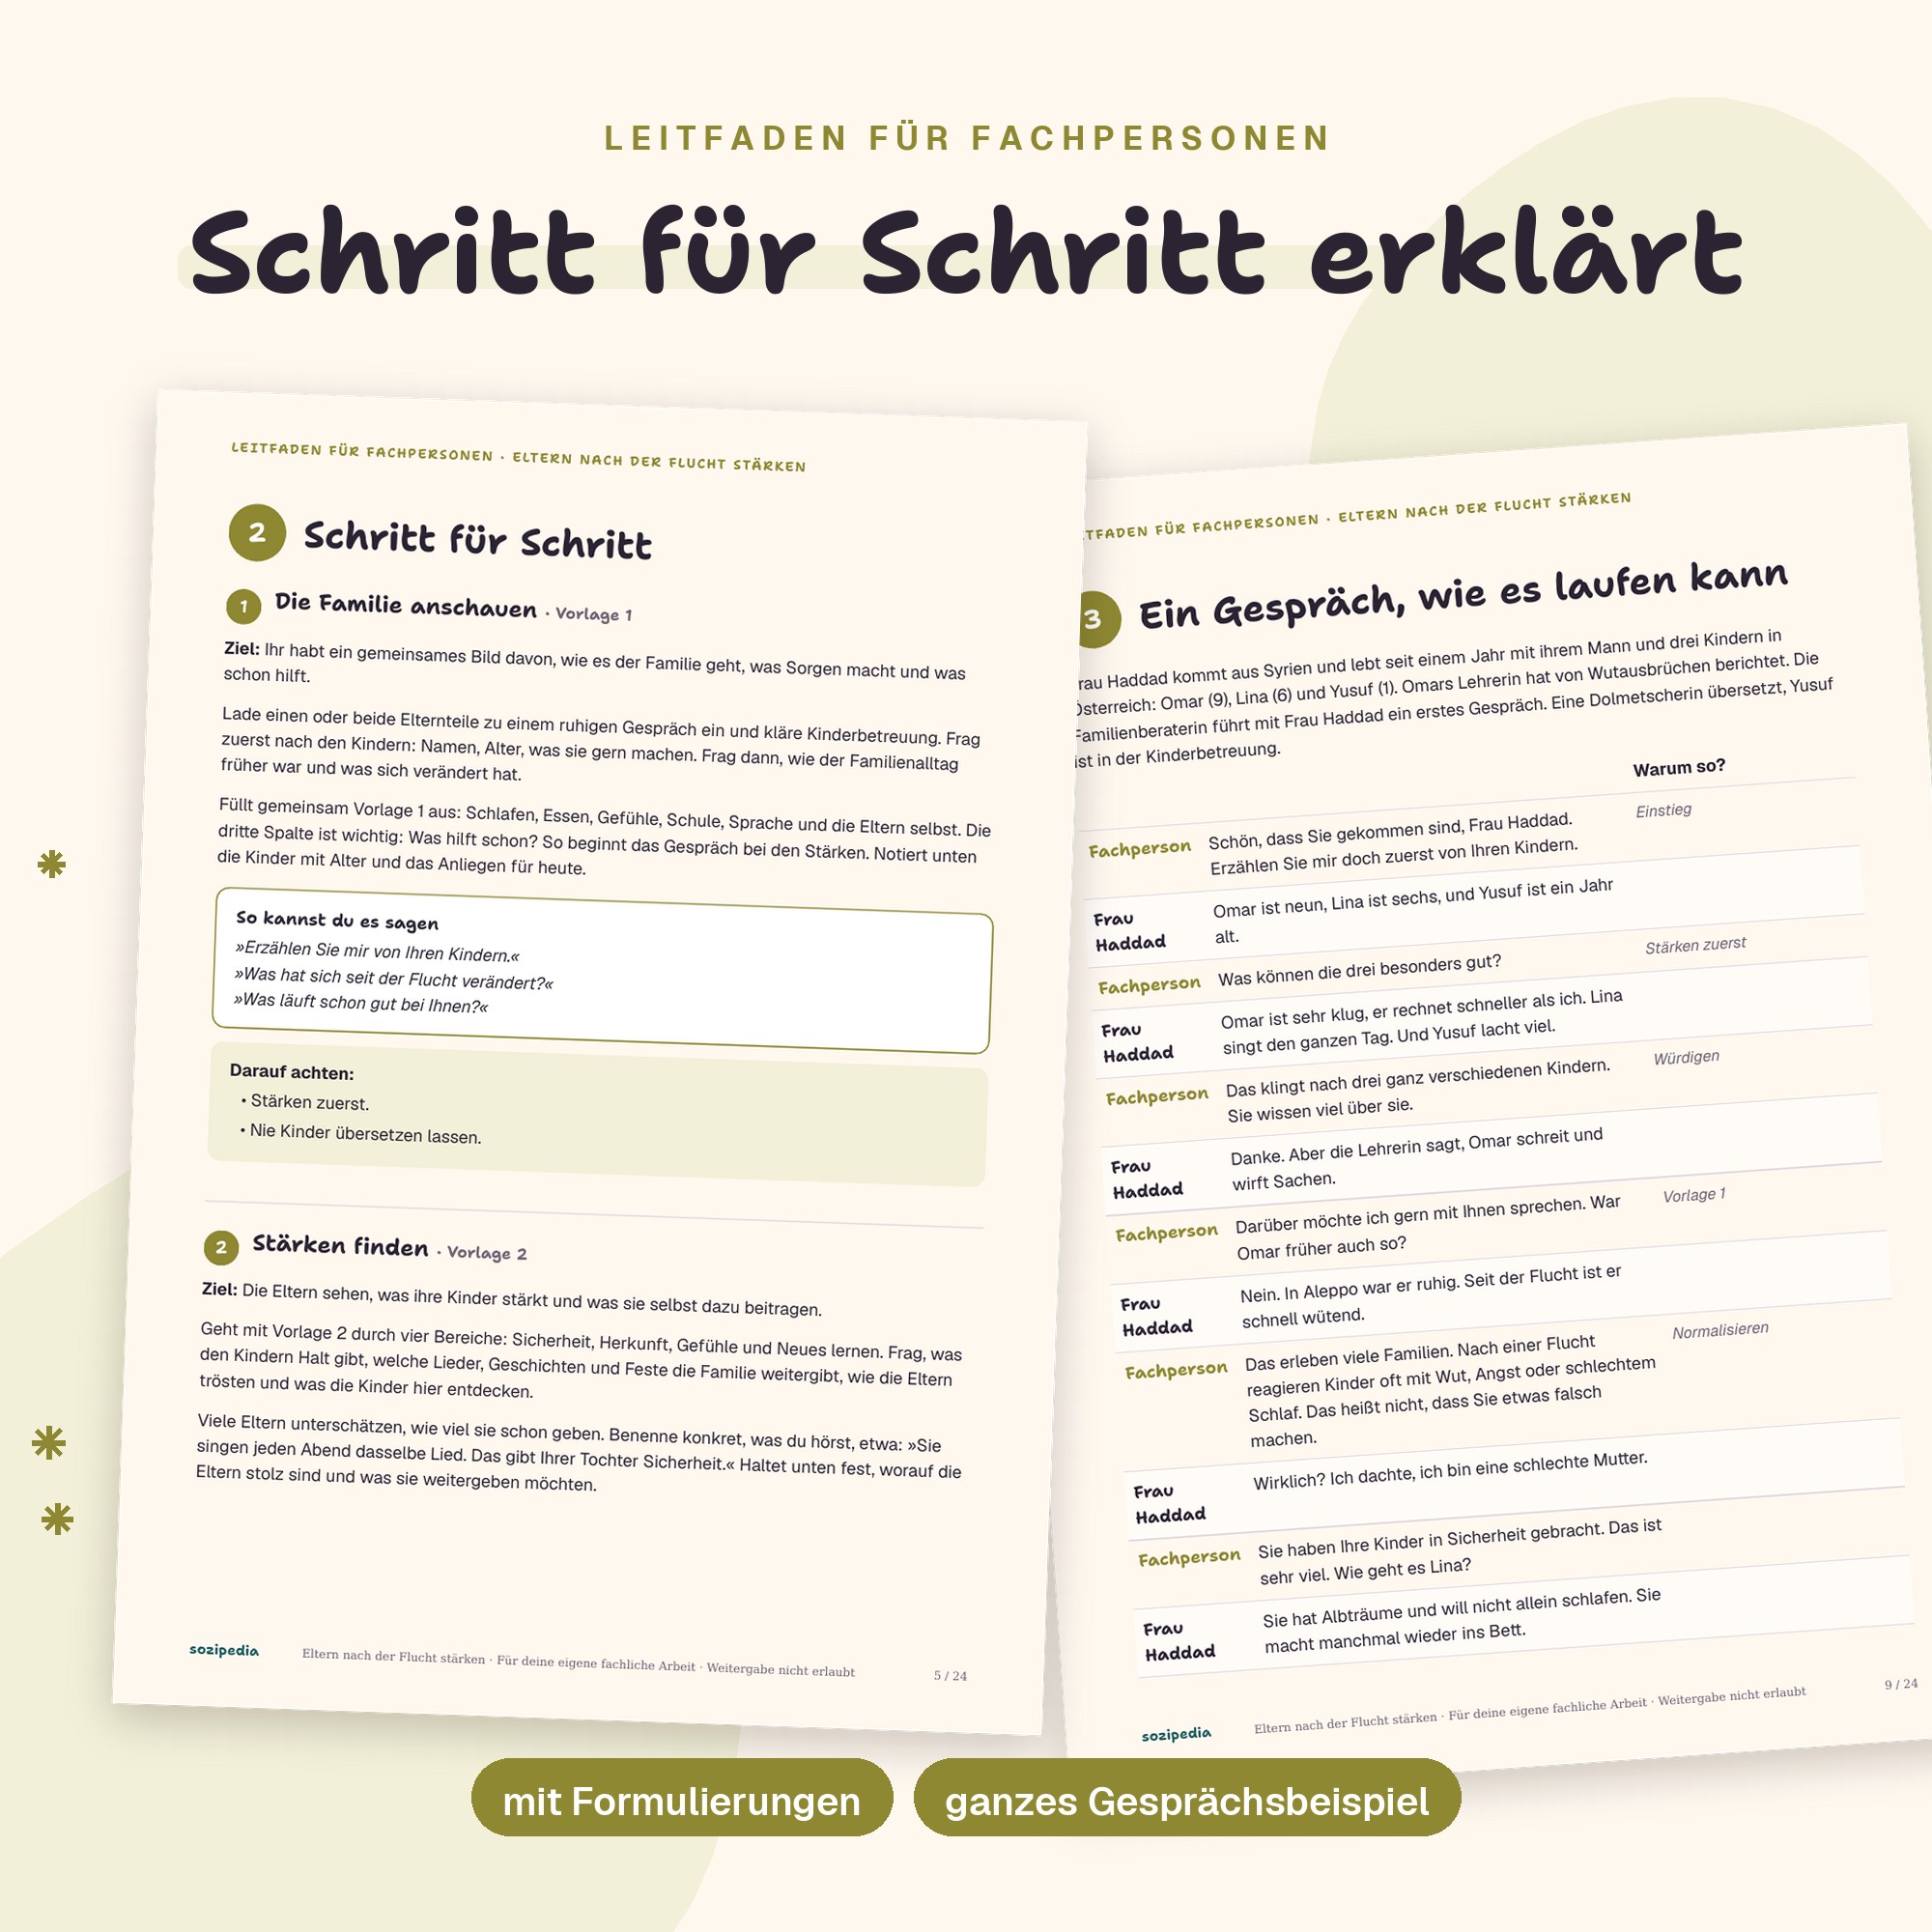 LEITFADEN FÜR FACHPERSONEN
Schritt für Schritt erklärt
LEITFADEN FÜR FACHPERSONEN · ELTERN NACH DER FLUCHT STÄRKEN
2 Schritt für Schritt
1 Die Familie anschauen · Vorlage 1
Ziel: Ihr habt ein gemeinsames Bild davon, wie es der Familie geht, was Sorgen macht und was
schon hilft.
Lade einen oder beide Elternteile zu einem ruhigen Gespräch ein und kläre Kinderbetreuung. Frag
zuerst nach den Kindern: Namen, Alter, was sie gern machen. Frag dann, wie der Familienalltag
früher war und was sich verändert hat.
Füllt gemeinsam Vorlage 1 aus: Schlafen, Essen, Gefühle, Schule, Sprache und die Eltern selbst. Die
dritte Spalte ist wichtig: Was hilft schon? So beginnt das Gespräch bei den Stärken. Notiert unten
die Kinder mit Alter und das Anliegen für heute.
So kannst du es sagen
»Erzählen Sie mir von Ihren Kindern.«
»Was hat sich seit der Flucht verändert?«
»Was läuft schon gut bei Ihnen?«
Darauf achten:
• Stärken zuerst.
• Nie Kinder übersetzen lassen.
2 Stärken finden · Vorlage 2
Ziel: Die Eltern sehen, was ihre Kinder stärkt und was sie selbst dazu beitragen.
Geht mit Vorlage 2 durch vier Bereiche: Sicherheit, Herkunft, Gefühle und Neues lernen. Frag, was
den Kindern Halt gibt, welche Lieder, Geschichten und Feste die Familie weitergibt, wie die Eltern
trösten und was die Kinder hier entdecken.
Viele Eltern unterschätzen, wie viel sie schon geben. Benenne konkret, was du hörst, etwa: »Sie
singen jeden Abend dasselbe Lied. Das gibt Ihrer Tochter Sicherheit.« Haltet unten fest, worauf die
Eltern stolz sind und was sie weitergeben möchten.
sozipedia Eltern nach der Flucht stärken · Für deine eigene fachliche Arbeit · Weitergabe nicht erlaubt 5 / 24
TFADEN FÜR FACHPERSONEN · ELTERN NACH DER FLUCHT STÄRKEN
3 Ein Gespräch, wie es laufen kann
rau Haddad kommt aus Syrien und lebt seit einem Jahr mit ihrem Mann und drei Kindern in
Österreich: Omar (9), Lina (6) und Yusuf (1). Omars Lehrerin hat von Wutausbrüchen berichtet. Die
Familienberaterin führt mit Frau Haddad ein erstes Gespräch. Eine Dolmetscherin übersetzt, Yusuf
ist in der Kinderbetreuung.
Warum so?
Fachperson Schön, dass Sie gekommen sind, Frau Haddad. Einstieg
Erzählen Sie mir doch zuerst von Ihren Kindern.
Frau Omar ist neun, Lina ist sechs, und Yusuf ist ein Jahr
Haddad alt.
Fachperson Was können die drei besonders gut? Stärken zuerst
Frau Omar ist sehr klug, er rechnet schneller als ich. Lina
Haddad singt den ganzen Tag. Und Yusuf lacht viel.
Fachperson Das klingt nach drei ganz verschiedenen Kindern. Würdigen
Sie wissen viel über sie.
Frau Danke. Aber die Lehrerin sagt, Omar schreit und
Haddad wirft Sachen.
Fachperson Darüber möchte ich gern mit Ihnen sprechen. War Vorlage 1
Omar früher auch so?
Frau Nein. In Aleppo war er ruhig. Seit der Flucht ist er
Haddad schnell wütend.
Fachperson Das erleben viele Familien. Nach einer Flucht Normalisieren
reagieren Kinder oft mit Wut, Angst oder schlechtem
Schlaf. Das heißt nicht, dass Sie etwas falsch
machen.
Frau Wirklich? Ich dachte, ich bin eine schlechte Mutter.
Haddad
Fachperson Sie haben Ihre Kinder in Sicherheit gebracht. Das ist
sehr viel. Wie geht es Lina?
Frau Sie hat Albträume und will nicht allein schlafen. Sie
Haddad macht manchmal wieder ins Bett.
sozipedia Eltern nach der Flucht stärken · Für deine eigene fachliche Arbeit · Weitergabe nicht erlaubt 9 / 24
mit Formulierungen
ganzes Gesprächsbeispiel